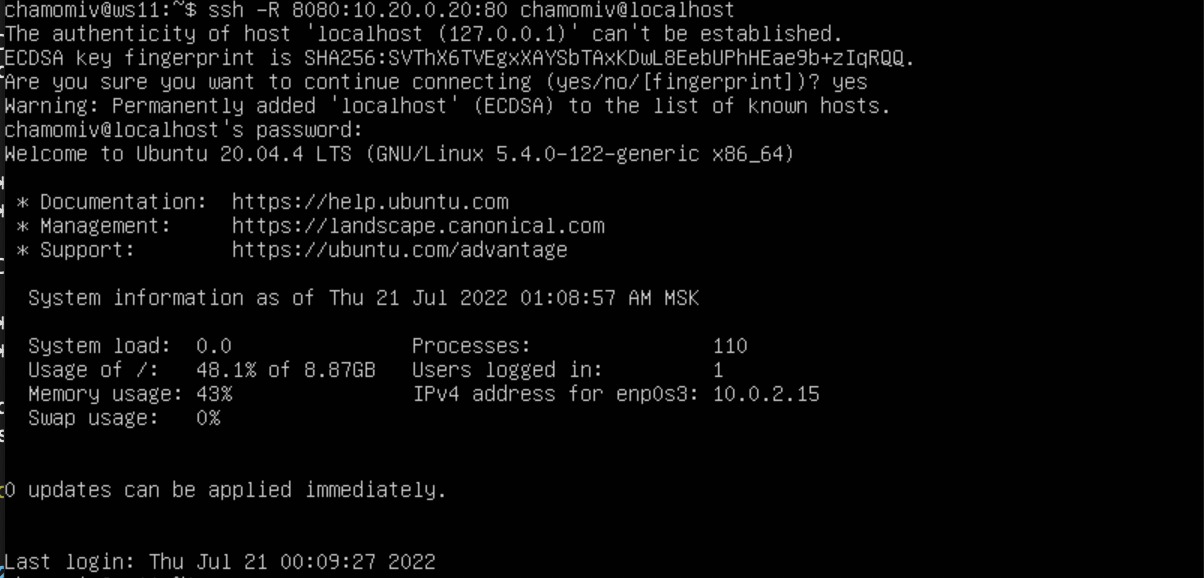 chamomiv@ws11:~$ ssh -R 8080:10.20.0.20:80 chamomiv@localhost
The authenticity of host 'localhost (127.0.0.1)' can't be established.
ECDSA key fingerprint is SHA256:SVThX6TVEgxXAYSbTAxKDwL8EebUPhHEae9b+zIqRQQ.
Are you sure you want to continue connecting (yes/no/[fingerprint])? yes
Warning: Permanently added 'localhost' (ECDSA) to the list of known hosts.
chamomiv@localhost's password:
Welcome to Ubuntu 20.04.4 LTS (GNU/Linux 5.4.0-122-generic x86_64)
* Documentation: https://help.ubuntu.com
* Management: https://landscape.canonical.com
* Support: https://ubuntu.com/advantage
System information as of Thu 21 Jul 2022 01:08:57 AM MSK
System load: 0.0 Processes: 110
Usage of /: 48.1% of 8.87GB Users logged in: 1
Memory usage: 43% IPv4 address for enp0s3: 10.0.2.15
Swap usage: 0%
0 updates can be applied immediately.
Last login: Thu Jul 21 00:09:27 2022